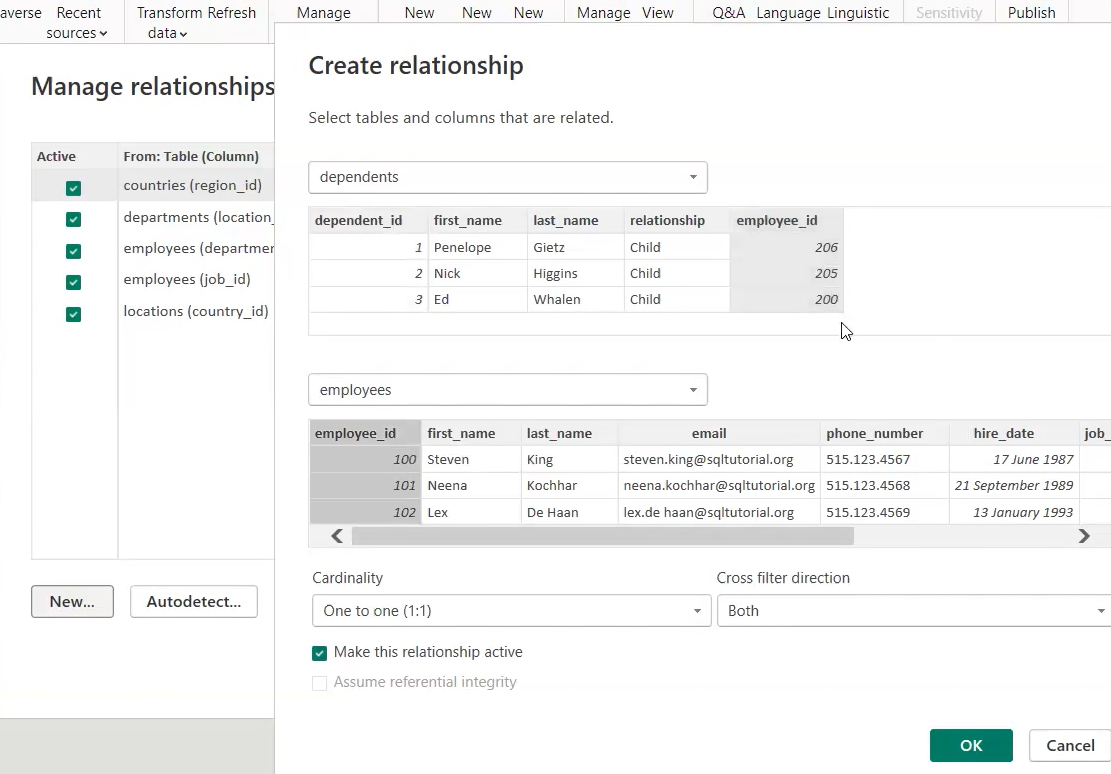 averse Recent Transform Refresh Manage New New New Manage View Q&A Language Linguistic Sensitivity Publish
sources data
Manage relationships
Active From: Table (Column)
countries (region_id)
departments (location_
employees (departmen
employees (job_id)
locations (country_id)
New... Autodetect...
Create relationship
Select tables and columns that are related.
dependents
dependent_id first_name last_name relationship employee_id
1 Penelope Gietz Child 206
2 Nick Higgins Child 205
3 Ed Whalen Child 200
employees
employee_id first_name last_name email phone_number hire_date job_
100 Steven King steven.king@sqltutorial.org 515.123.4567 17 June 1987
101 Neena Kochhar neena.kochhar@sqltutorial.org 515.123.4568 21 September 1989
102 Lex De Haan lex.de haan@sqltutorial.org 515.123.4569 13 January 1993
Cardinality Cross filter direction
One to one (1:1) Both
Make this relationship active
Assume referential integrity
OK Cancel